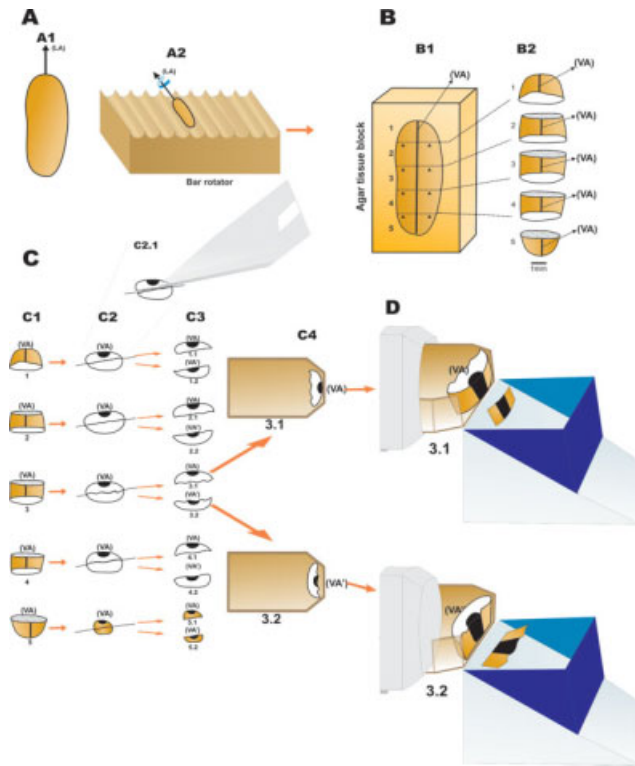 A
A1
(LA)
A2
(LA)
Bar rotator
B
B1
B2
(VA)
Agar tissue block
1
2
3
4
5
1
(VA)
2
(VA)
3
(VA)
4
(VA)
5
(VA)
1mm
C2.1
C
C1
C2
C3
C4
(VA)
1
(VA)
(VA)
1.1
(VA')
1.2
(VA)
2
(VA)
(VA)
2.1
(VA')
2.2
(VA)
3
(VA)
(VA)
3.1
(VA')
3.2
(VA)
4
(VA)
(VA)
4.1
(VA')
4.2
(VA)
5
(VA)
(VA)
5.1
(VA')
5.2
(VA)
3.1
(VA')
3.2
D
(VA)
3.1
(VA')
3.2